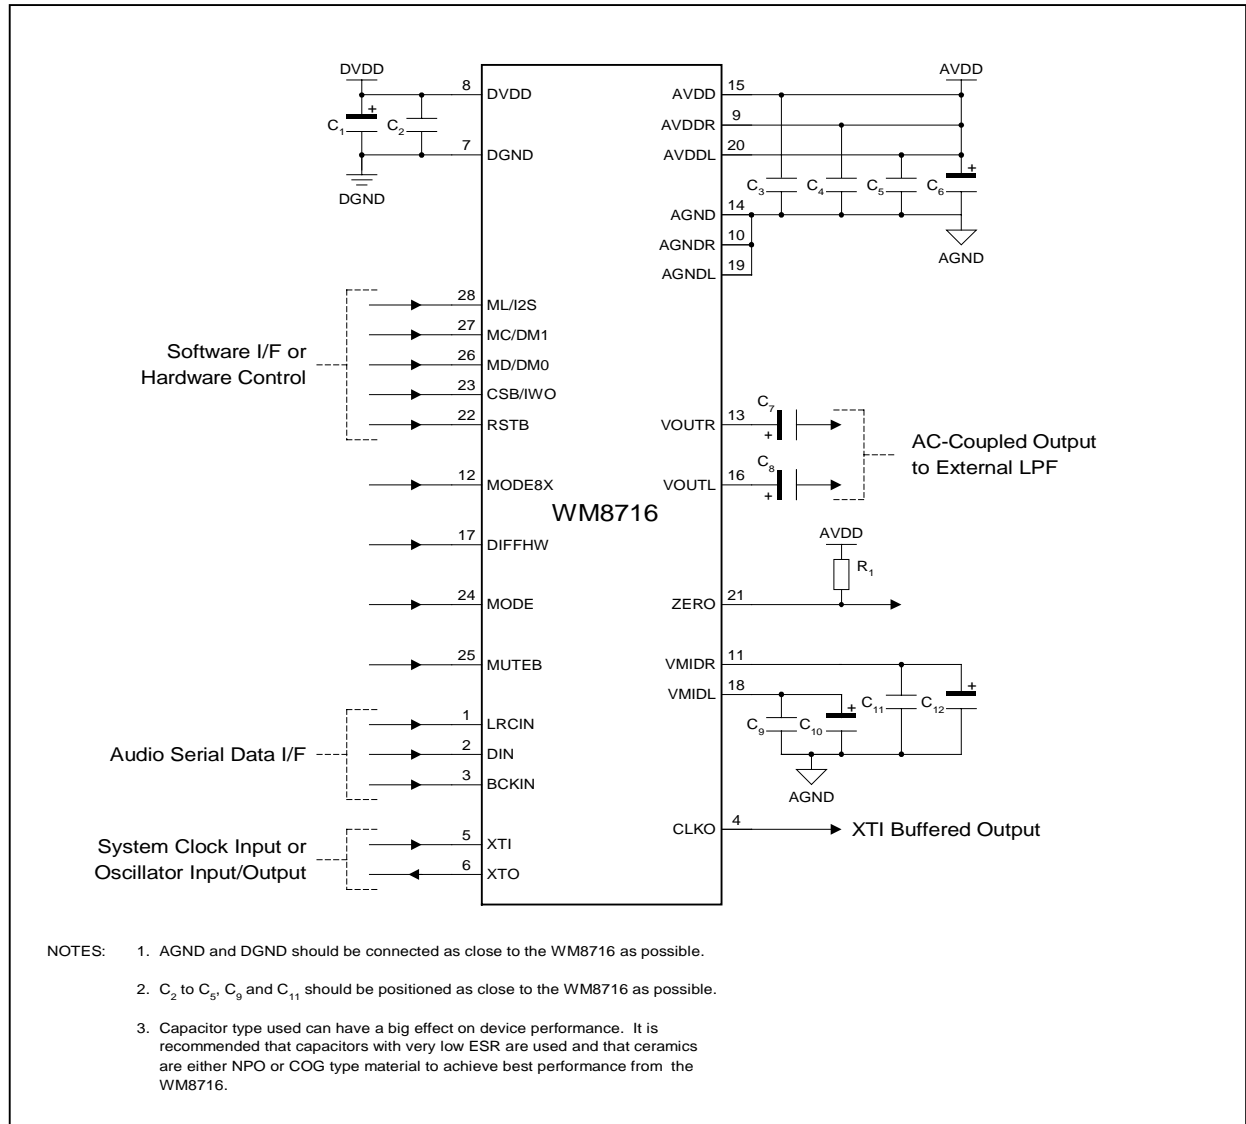 DVDD
8 DVDD
C1 +
C2
7 DGND
DGND
AVDD 15
AVDDR 9
AVDDL 20
AVDD
C3 C4 C5 C6 +
AGND 14
AGNDR 10
AGNDL 19
AGND
Software I/F or
Hardware Control
28 ML/I2S
27 MC/DM1
26 MD/DM0
23 CSB/IWO
22 RSTB
12 MODE8X
17 DIFFHW
24 MODE
25 MUTEB
WM8716
VOUTR 13
C7
+
VOUTL 16
C8
+
AC-Coupled Output
to External LPF
AVDD
R1
ZERO 21
VMIDR 11
VMIDL 18
C9 C10 + C11 C12 +
AGND
Audio Serial Data I/F
1 LRCIN
2 DIN
3 BCKIN
System Clock Input or
Oscillator Input/Output
5 XTI
6 XTO
CLKO 4
XTI Buffered Output
NOTES: 1. AGND and DGND should be connected as close to the WM8716 as possible.
2. C2 to C5, C9 and C11 should be positioned as close to the WM8716 as possible.
3. Capacitor type used can have a big effect on device performance. It is
recommended that capacitors with very low ESR are used and that ceramics
are either NPO or COG type material to achieve best performance from the
WM8716.